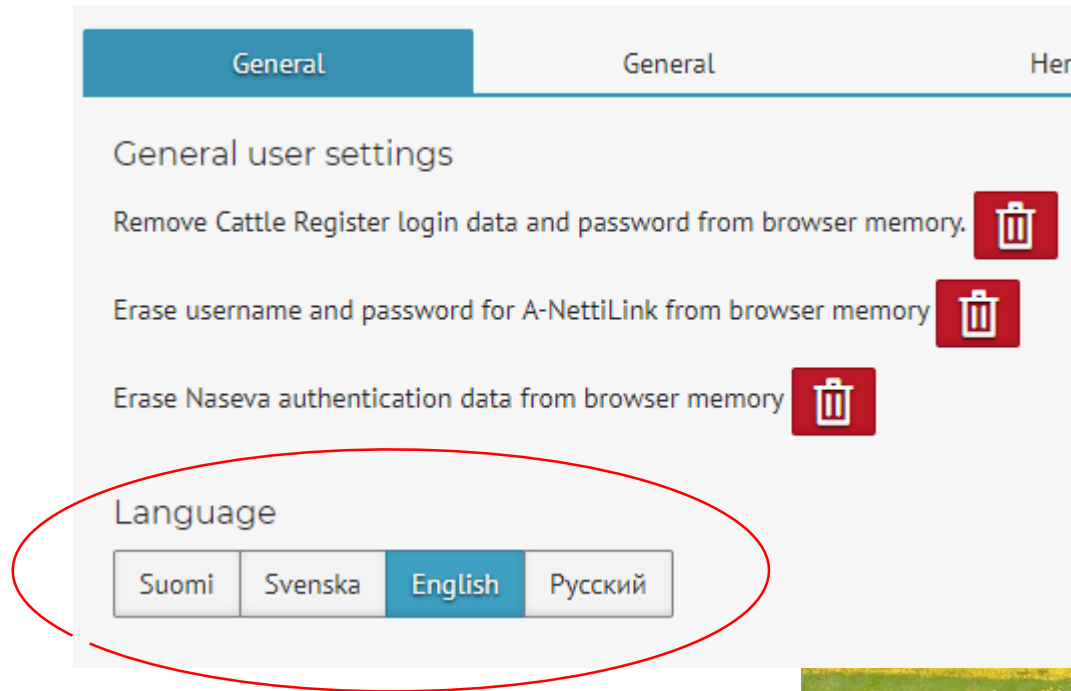 General General Her
General user settings
Remove Cattle Register login data and password from browser memory.
Erase username and password for A-NettiLink from browser memory
Erase Naseva authentication data from browser memory
Language
Suomi Svenska English Русский